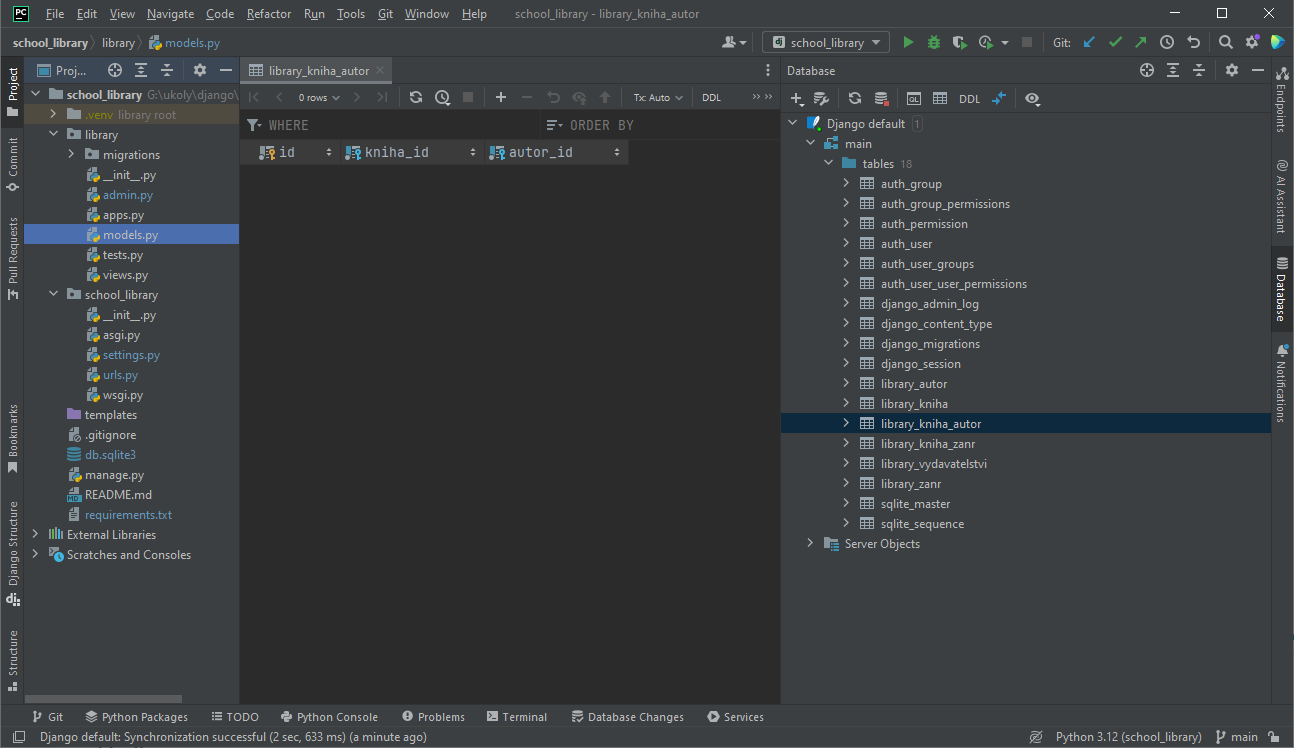 PC File Edit View Navigate Code Refactor Run Tools Git Window Help school_library - library_kniha_autor
school_library library models.py
dj school_library
Git:
Project
Commit
Pull Requests
Bookmarks
Django Structure
dj
Structure
Proj...
school_library G:\ukoly\django\
.venv library root
library
migrations
__init__.py
admin.py
apps.py
models.py
tests.py
views.py
school_library
__init__.py
asgi.py
settings.py
urls.py
wsgi.py
templates
.gitignore
db.sqlite3
manage.py
README.md
requirements.txt
External Libraries
Scratches and Consoles
library_kniha_autor
0 rows
Tx: Auto
DDL
WHERE
ORDER BY
id kniha_id autor_id
Database
QL
DDL
Django default 1
main
tables 18
auth_group
auth_group_permissions
auth_permission
auth_user
auth_user_groups
auth_user_user_permissions
django_admin_log
django_content_type
django_migrations
django_session
library_autor
library_kniha
library_kniha_autor
library_kniha_zanr
library_vydavatelstvi
library_zanr
sqlite_master
sqlite_sequence
Server Objects
Endpoints
AI Assistant
Database
Notifications
Git Python Packages TODO Python Console Problems Terminal Database Changes Services
Django default: Synchronization successful (2 sec, 633 ms) (a minute ago)
Python 3.12 (school_library) main